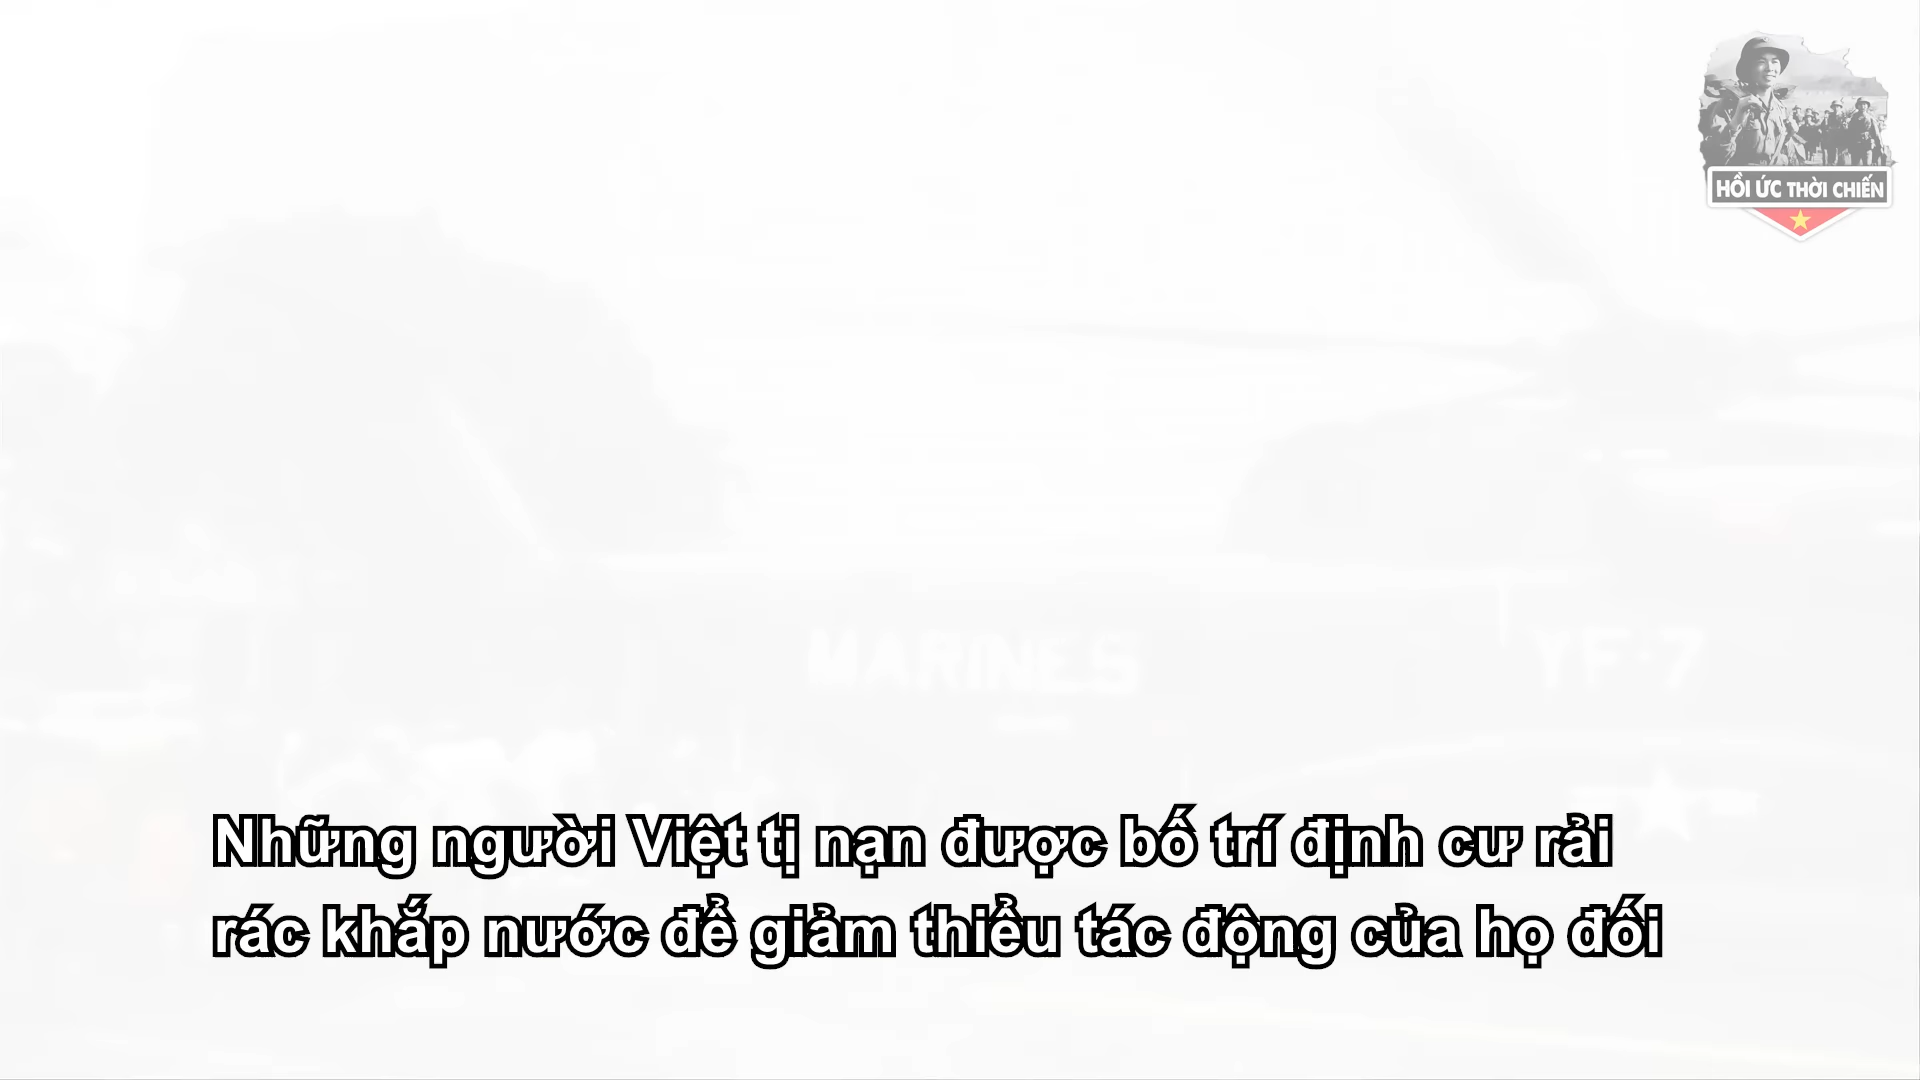 HỒI ỨC THỜI CHIẾN
MARINES
YF-7
Những người Việt tị nạn được bố trí định cư rải
rác khắp nước để giảm thiểu tác động của họ đối